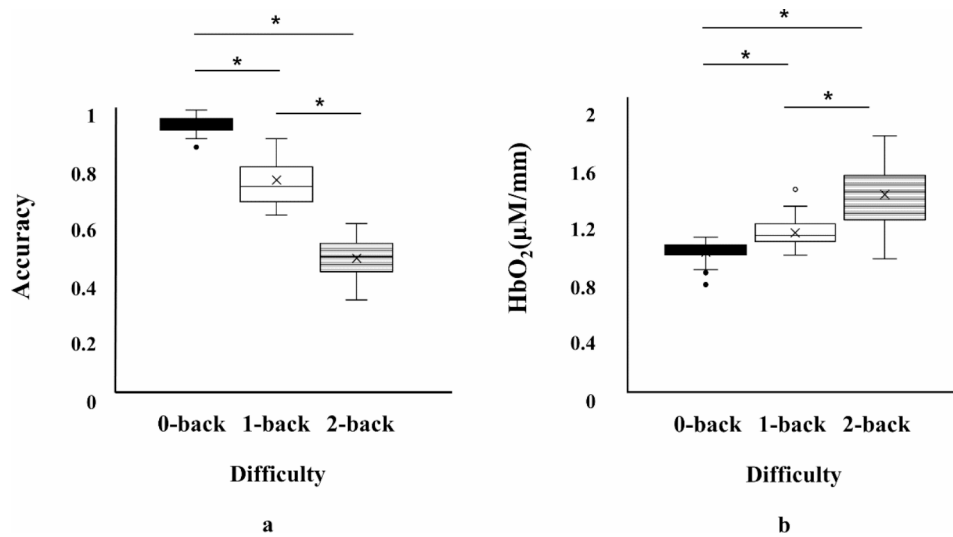 *
*
*
1
0.8
0.6
0.4
0.2
0
Accuracy
0-back 1-back 2-back
Difficulty
a
*
*
*
2
1.6
1.2
0.8
0.4
0
HbO₂(μM/mm)
0-back 1-back 2-back
Difficulty
b